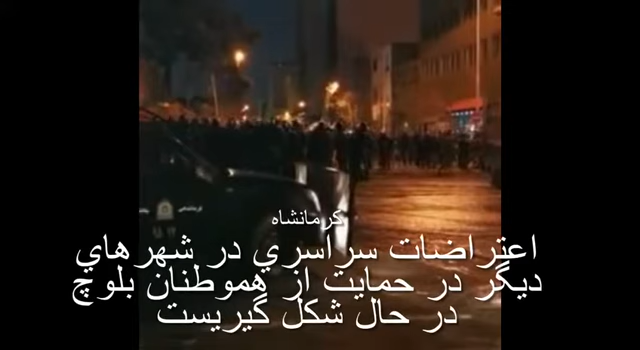 کرمانشاه
اعتراضات سراسري در شهرهاي
ديگر در حمايت از هموطنان بلوچ
در حال شکل گيريست